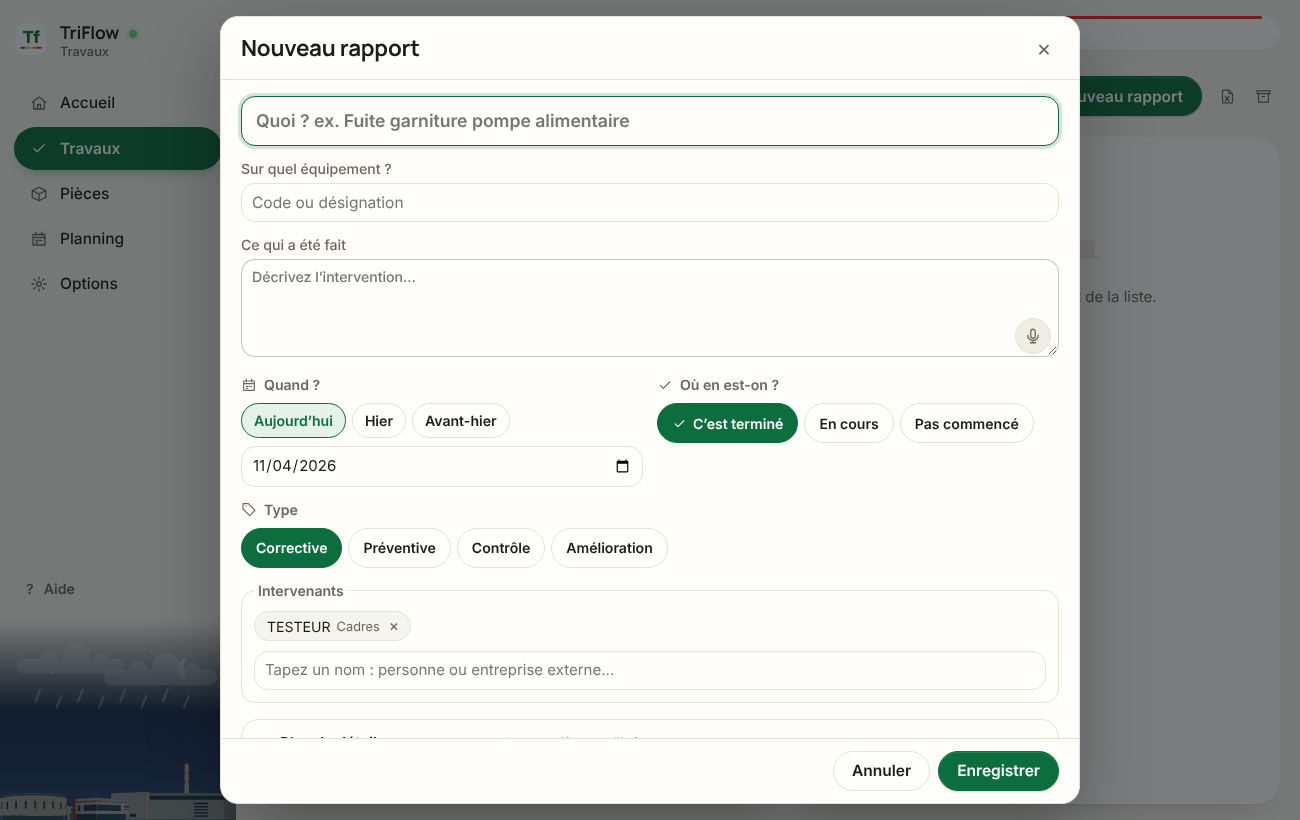 Tf
TriFlow
Travaux
Accueil
Travaux
Pièces
Planning
Options
? Aide
uveau rapport
de la liste.
Nouveau rapport
Quoi ? ex. Fuite garniture pompe alimentaire
Sur quel équipement ?
Code ou désignation
Ce qui a été fait
Décrivez l’intervention…
Quand ?
Aujourd’hui Hier Avant-hier
11/04/2026
Où en est-on ?
C’est terminé En cours Pas commencé
Type
Corrective Préventive Contrôle Amélioration
Intervenants
TESTEUR Cadres ×
Tapez un nom : personne ou entreprise externe…
Annuler Enregistrer